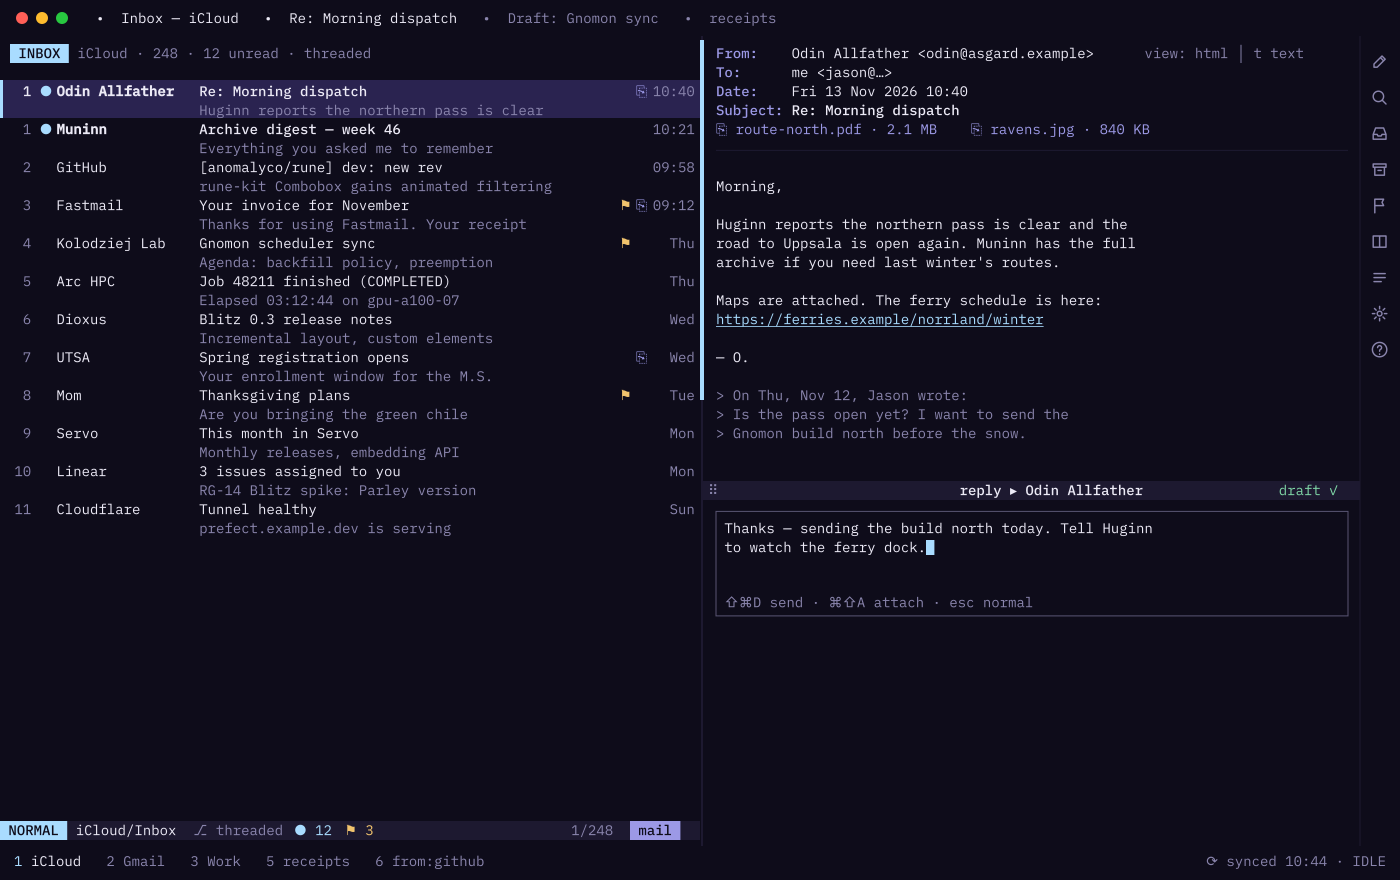 • Inbox — iCloud • Re: Morning dispatch • Draft: Gnomon sync • receipts
INBOX iCloud · 248 · 12 unread · threaded
1 Odin Allfather Re: Morning dispatch 10:40
Huginn reports the northern pass is clear
1 Muninn Archive digest — week 46 10:21
Everything you asked me to remember
2 GitHub [anomalyco/rune] dev: new rev 09:58
rune-kit Combobox gains animated filtering
3 Fastmail Your invoice for November ⚑ 09:12
Thanks for using Fastmail. Your receipt
4 Kolodziej Lab Gnomon scheduler sync ⚑ Thu
Agenda: backfill policy, preemption
5 Arc HPC Job 48211 finished (COMPLETED) Thu
Elapsed 03:12:44 on gpu-a100-07
6 Dioxus Blitz 0.3 release notes Wed
Incremental layout, custom elements
7 UTSA Spring registration opens Wed
Your enrollment window for the M.S.
8 Mom Thanksgiving plans ⚑ Tue
Are you bringing the green chile
9 Servo This month in Servo Mon
Monthly releases, embedding API
10 Linear 3 issues assigned to you Mon
RG-14 Blitz spike: Parley version
11 Cloudflare Tunnel healthy Sun
prefect.example.dev is serving
NORMAL iCloud/Inbox ⎇ threaded ● 12 ⚑ 3 1/248 mail
From: Odin Allfather <odin@asgard.example> view: html │ t text
To: me <jason@…>
Date: Fri 13 Nov 2026 10:40
Subject: Re: Morning dispatch
⎘ route-north.pdf · 2.1 MB ⎘ ravens.jpg · 840 KB
Morning,
Huginn reports the northern pass is clear and the
road to Uppsala is open again. Muninn has the full
archive if you need last winter's routes.
Maps are attached. The ferry schedule is here:
https://ferries.example/norrland/winter
— O.
> On Thu, Nov 12, Jason wrote:
> Is the pass open yet? I want to send the
> Gnomon build north before the snow.
⠿ reply ▸ Odin Allfather draft ✓
Thanks — sending the build north today. Tell Huginn
to watch the ferry dock.
⇧⌘D send · ⌘⇧A attach · esc normal
1 iCloud 2 Gmail 3 Work 5 receipts 6 from:github ⟳ synced 10:44 · IDLE